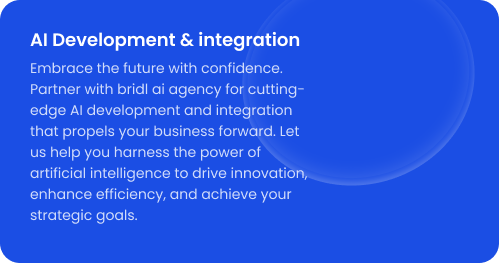 AI Development & integration
Embrace the future with confidence.
Partner with bridl ai agency for cutting-
edge AI development and integration
that propels your business forward. Let
us help you harness the power of
artificial intelligence to drive innovation,
enhance efficiency, and achieve your
strategic goals.